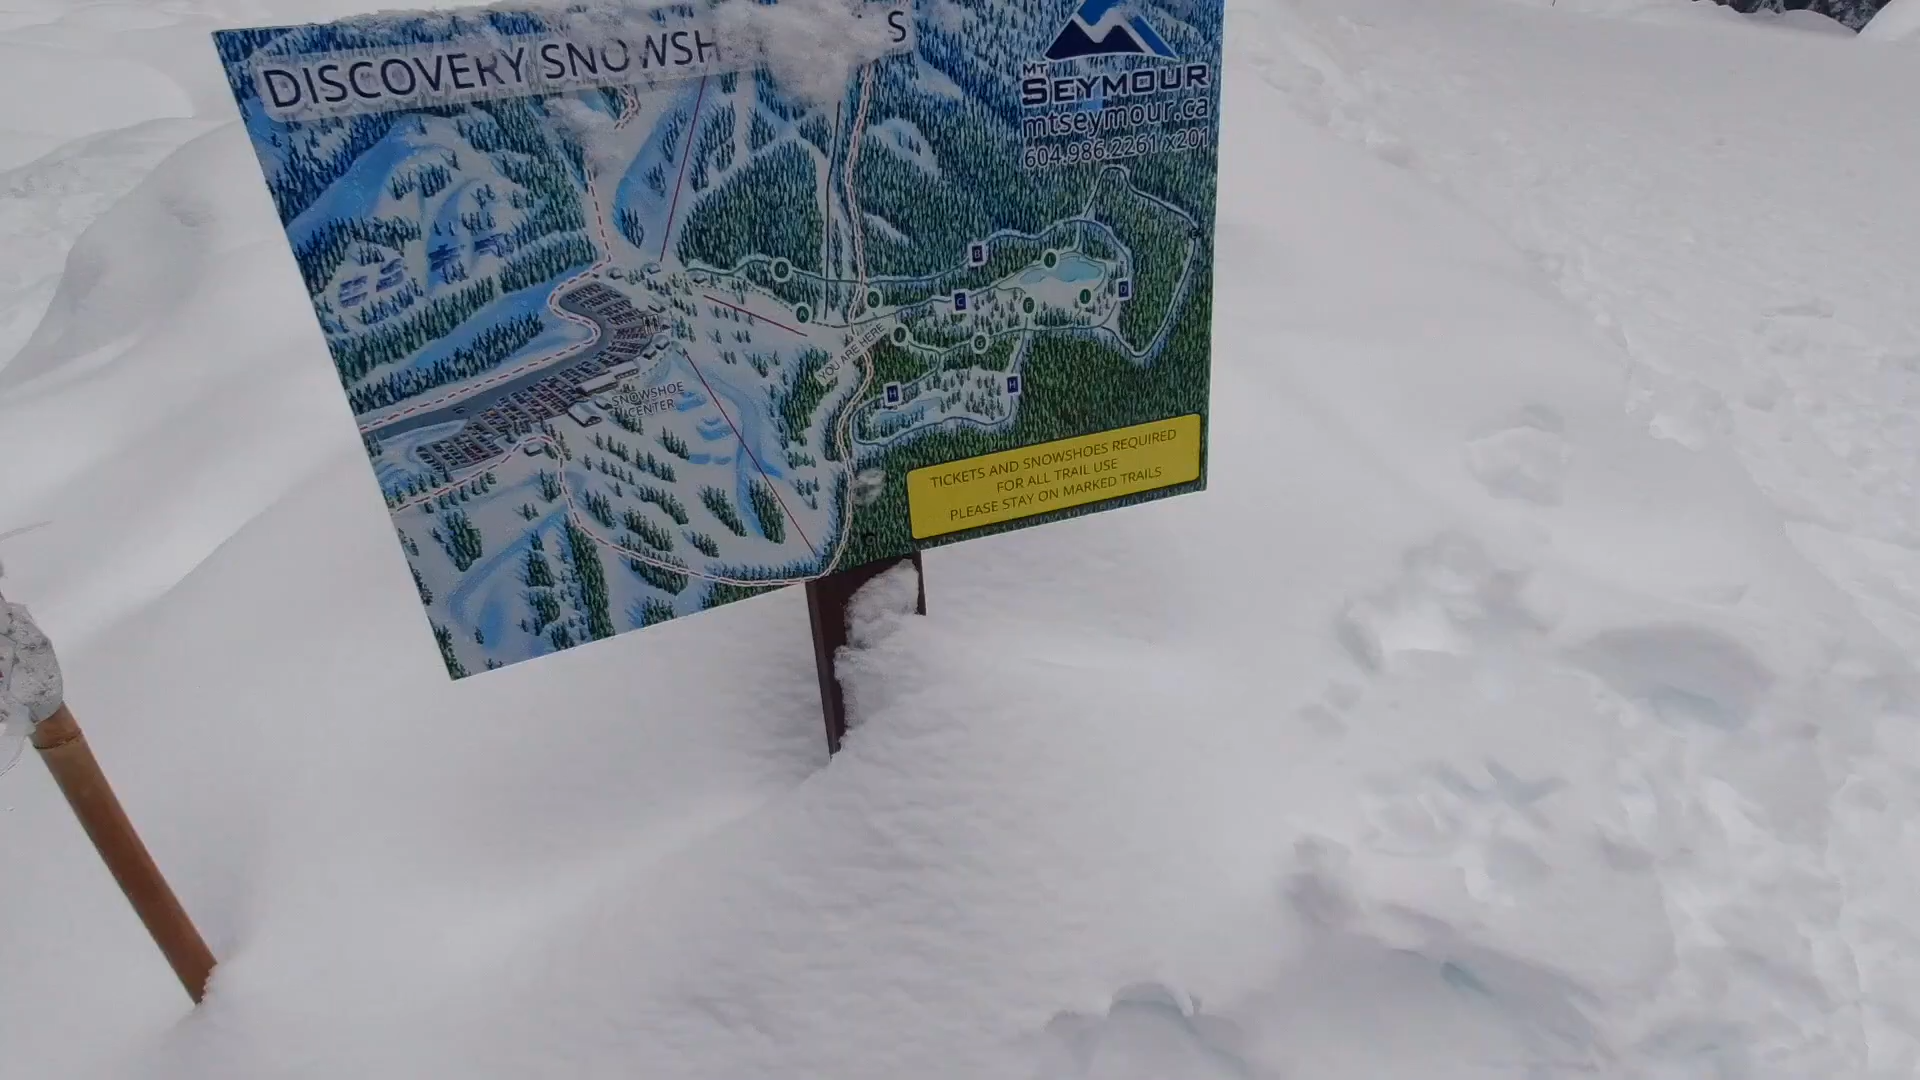 DISCOVERY SNOWSH S
MT
SEYMOUR
mtseymour.ca
604.986.2261 x201
YOU ARE HERE
SNOWSHOE
CENTER
B
C
D
H
H
TICKETS AND SNOWSHOES REQUIRED
FOR ALL TRAIL USE
PLEASE STAY ON MARKED TRAILS